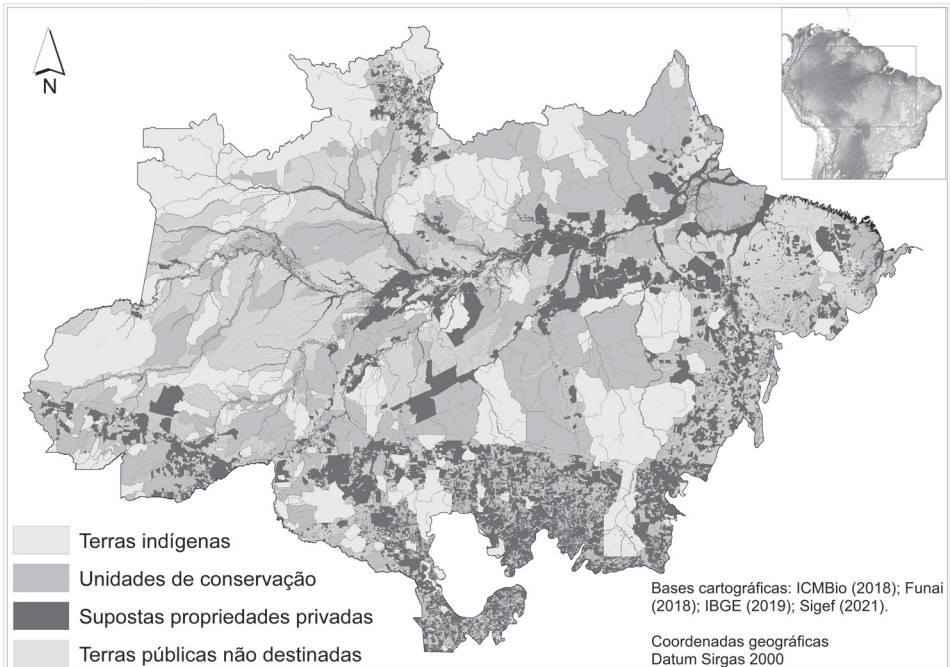 N
Terras indígenas
Unidades de conservação
Supostas propriedades privadas
Terras públicas não destinadas
Bases cartográficas: ICMBio (2018); Funai
(2018); IBGE (2019); Sigef (2021).
Coordenadas geográficas
Datum Sirgas 2000